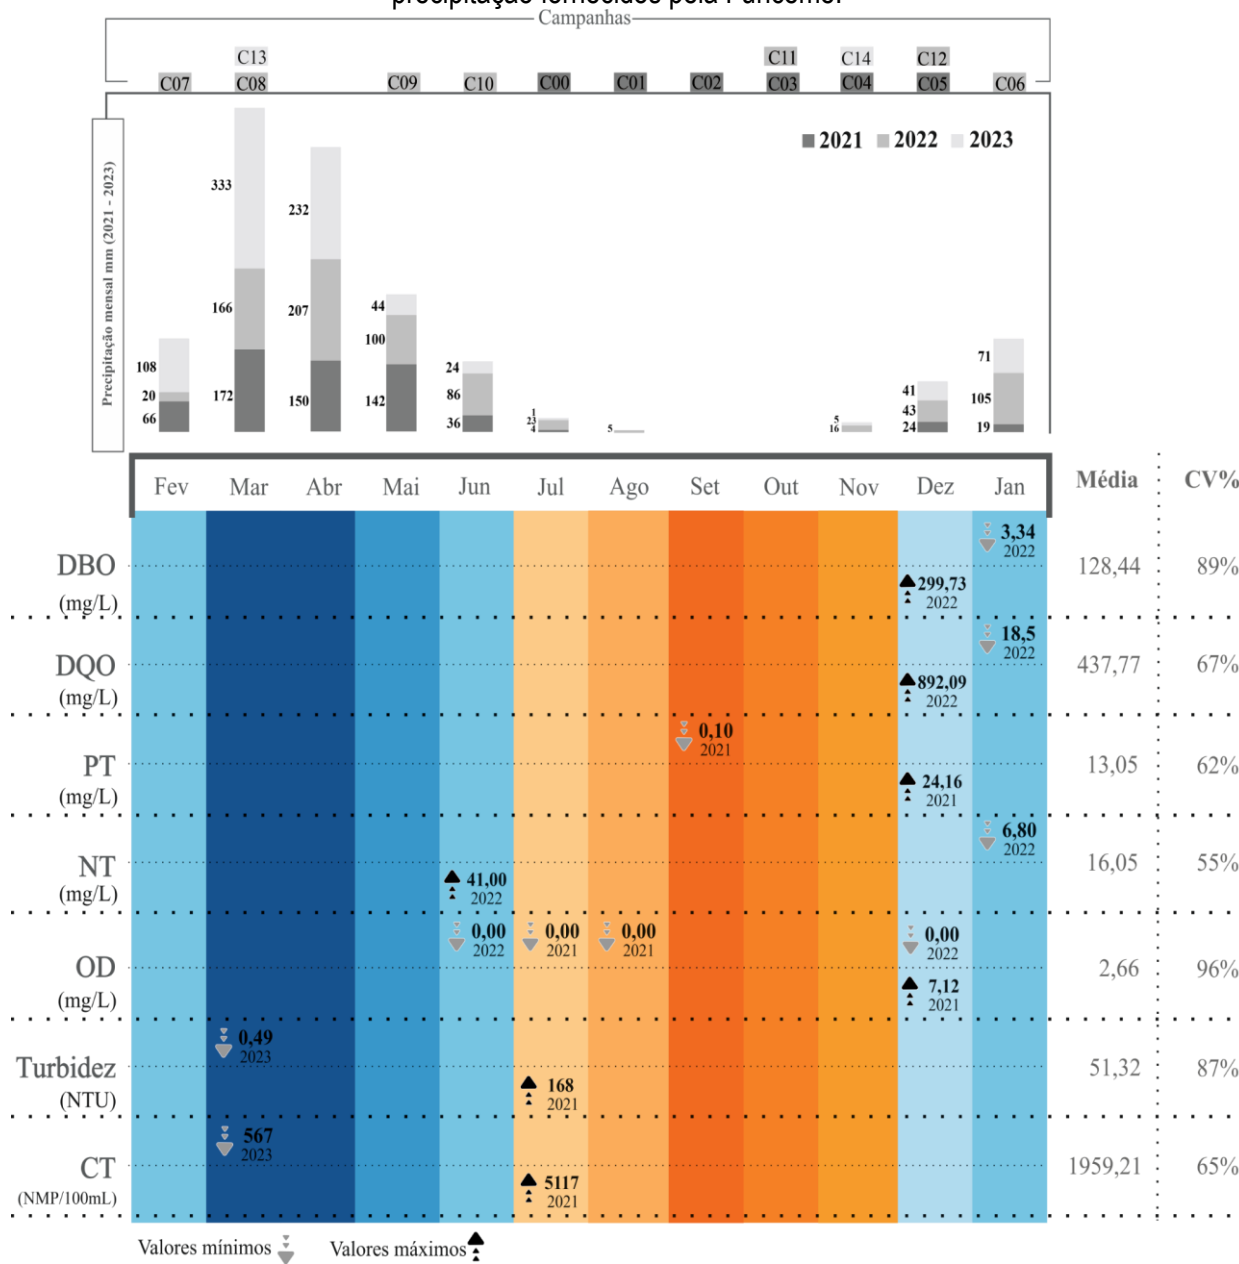 precipitação fornecidos pela Funceme.
Campanhas
C13 C11 C14 C12
C07 C08 C09 C10 C00 C01 C02 C03 C04 C05 C06
Precipitação mensal mm (2021 - 2023)
2021 2022 2023
333
232
166
207
44
108
100
24
71
20
172
150
142
86
1
41
105
66
36
23
5
5
43
4
16
24
19
Fev Mar Abr Mai Jun Jul Ago Set Out Nov Dez Jan Média CV%
3,34
2022
DBO 128,44 89%
(mg/L) 299,73
2022
18,5
2022
DQO 437,77 67%
(mg/L) 892,09
2022
0,10
2021
PT 13,05 62%
(mg/L) 24,16
2021
6,80
2022
NT 16,05 55%
(mg/L) 41,00
2022
0,00 0,00 0,00 0,00
2022 2021 2021 2022
OD 2,66 96%
(mg/L) 7,12
2021
0,49
2023
Turbidez 51,32 87%
(NTU) 168
2021
567
2023
CT 1959,21 65%
(NMP/100mL) 5117
2021
Valores mínimos Valores máximos